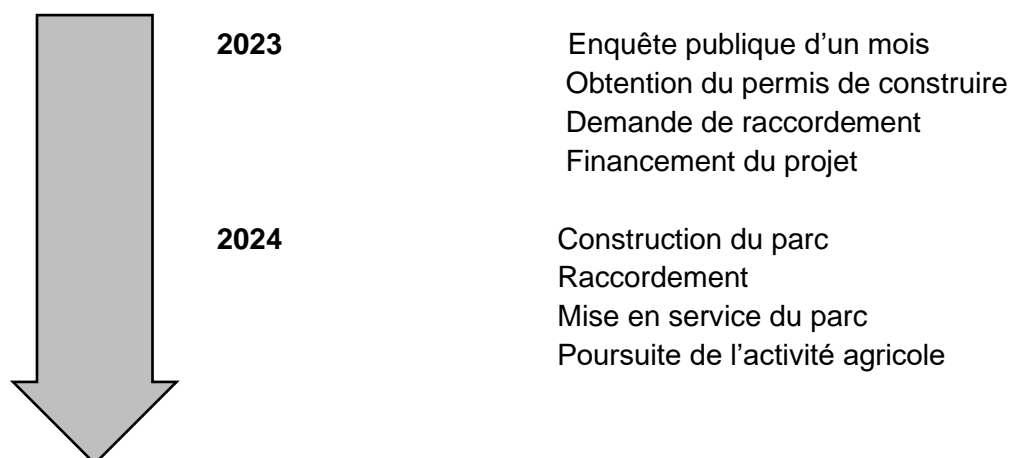 2023 Enquête publique d’un mois
Obtention du permis de construire
Demande de raccordement
Financement du projet
2024 Construction du parc
Raccordement
Mise en service du parc
Poursuite de l’activité agricole